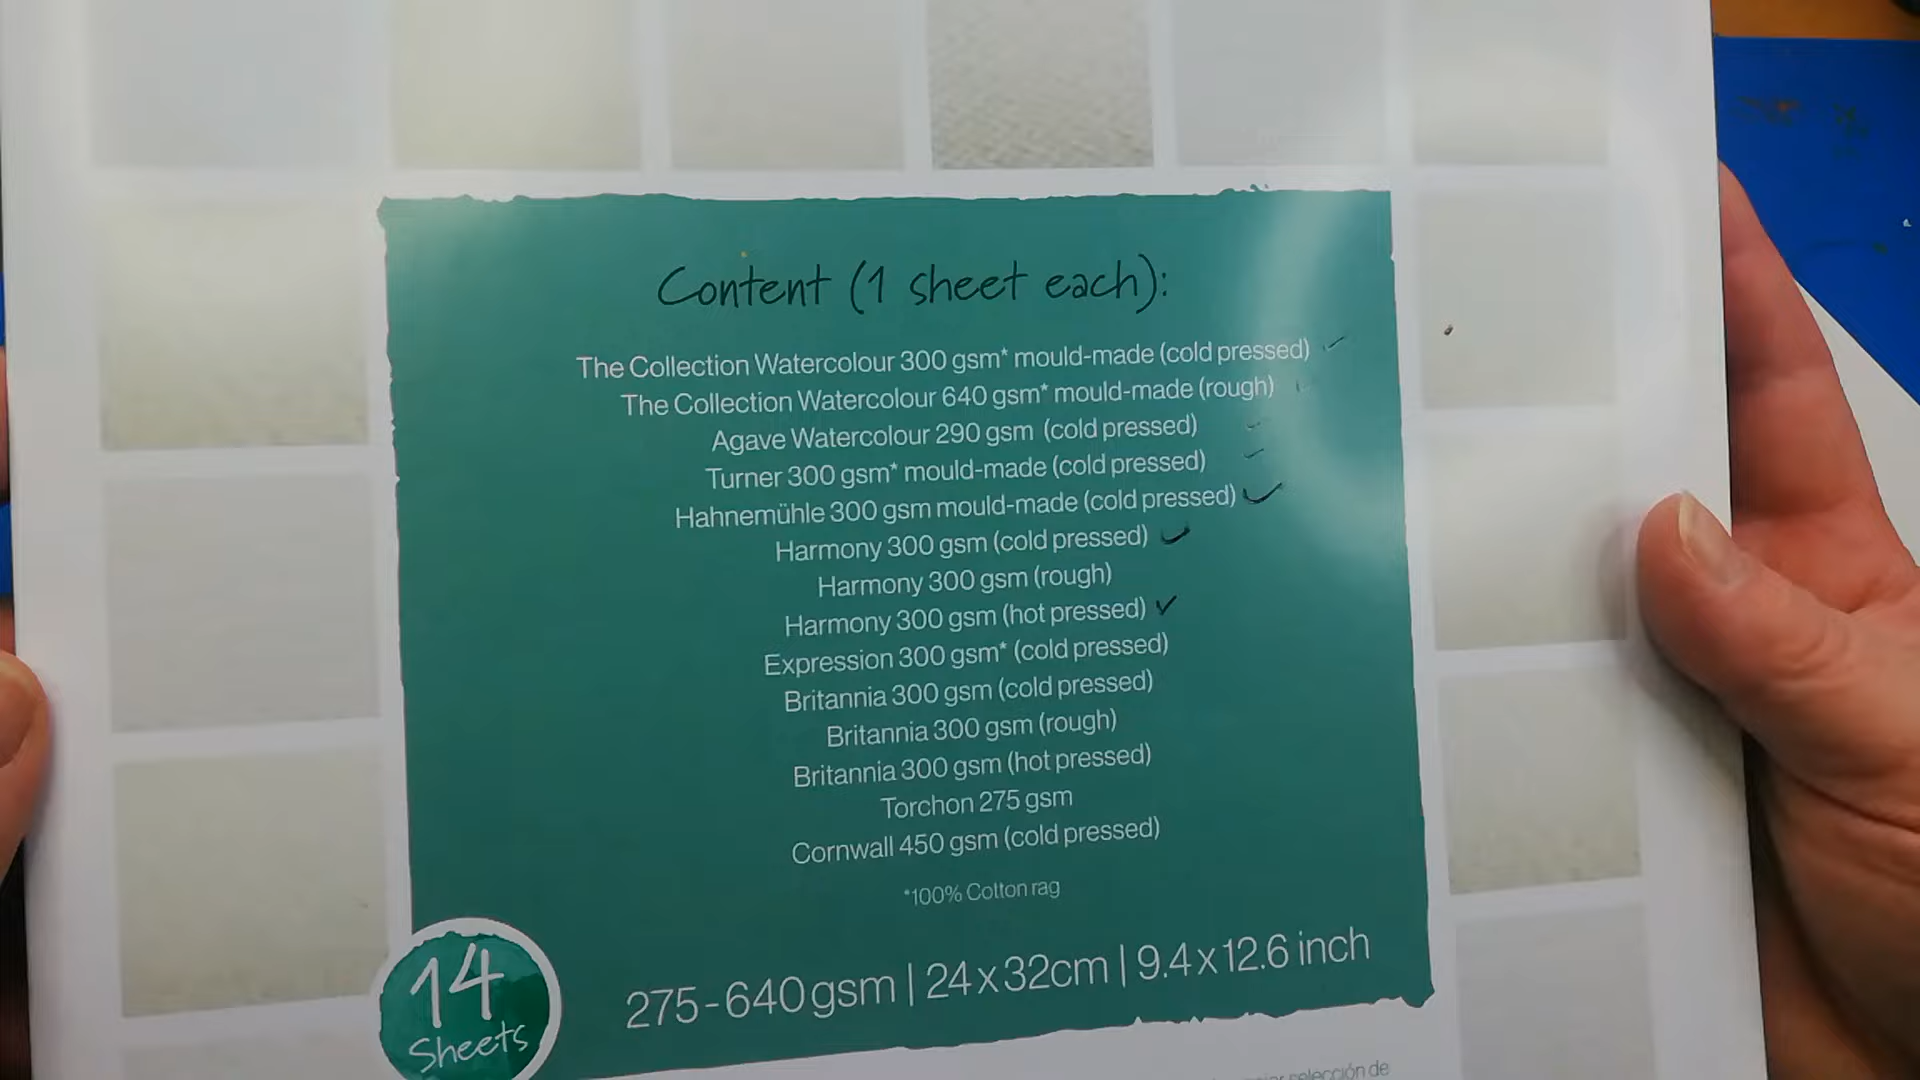 Content (1 sheet each):
The Collection Watercolour 300 gsm* mould-made (cold pressed)
The Collection Watercolour 640 gsm* mould-made (rough)
Agave Watercolour 290 gsm (cold pressed)
Turner 300 gsm* mould-made (cold pressed)
Hahnemühle 300 gsm mould-made (cold pressed)
Harmony 300 gsm (cold pressed)
Harmony 300 gsm (rough)
Harmony 300 gsm (hot pressed)
Expression 300 gsm* (cold pressed)
Britannia 300 gsm (cold pressed)
Britannia 300 gsm (rough)
Britannia 300 gsm (hot pressed)
Torchon 275 gsm
Cornwall 450 gsm (cold pressed)
*100% Cotton rag
275-640gsm | 24x32cm | 9.4x12.6 inch
14
Sheets
selección de